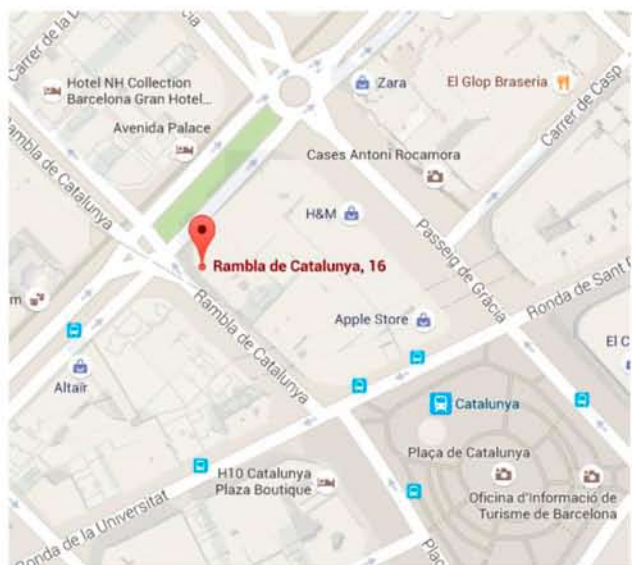 Carrer de la D
Hotel NH Collection
Barcelona Gran Hotel...
Zara
El Glop Braseria
Carrer de Casp
Avenida Palace
Rambla de Catalunya
Cases Antoni Rocamora
H&M
Passeig de Gràcia
Rambla de Catalunya, 16
m
Rambla de Catalunya
Apple Store
Ronda de Sant P
El C
Altaïr
Catalunya
Plaça de Catalunya
H10 Catalunya
Plaza Boutique
Oficina d'Informació de
Turisme de Barcelona
Ronda de la Universitat
Plaç